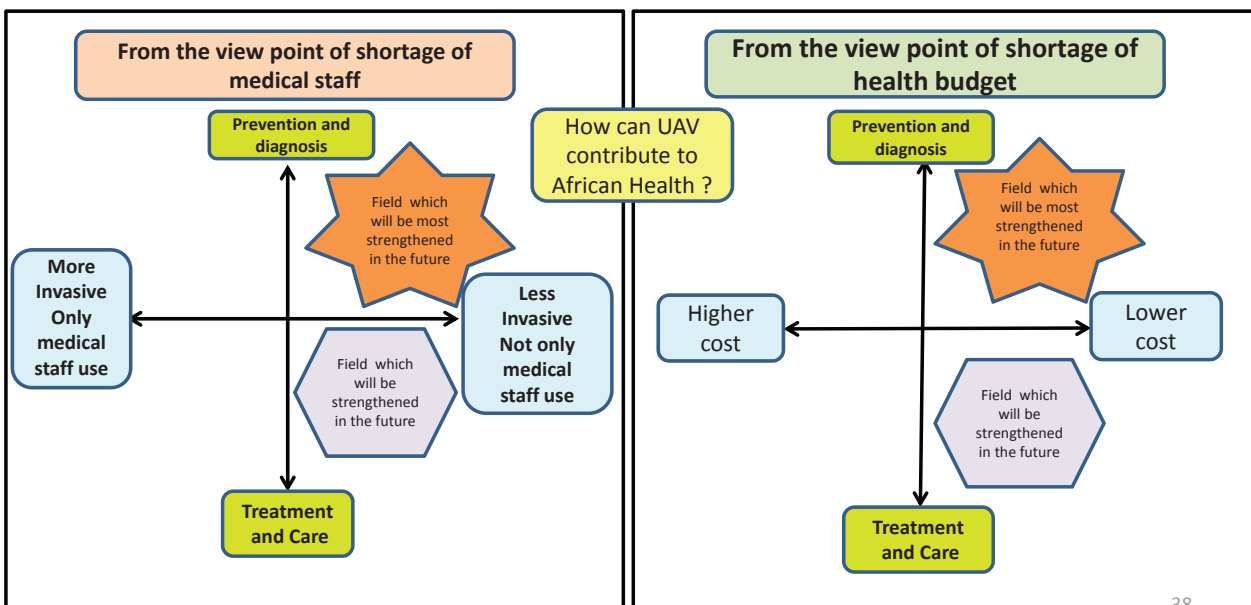 From the view point of shortage of
medical staff
Prevention and
diagnosis
Field which
will be most
strengthened
in the future
More
Invasive
Only
medical
staff use
Less
Invasive
Not only
medical
staff use
Field which
will be
strengthened
in the future
Treatment
and Care
How can UAV
contribute to
African Health ?
From the view point of shortage of
health budget
Prevention and
diagnosis
Field which
will be most
strengthened
in the future
Higher
cost
Lower
cost
Field which
will be
strengthened
in the future
Treatment
and Care
38